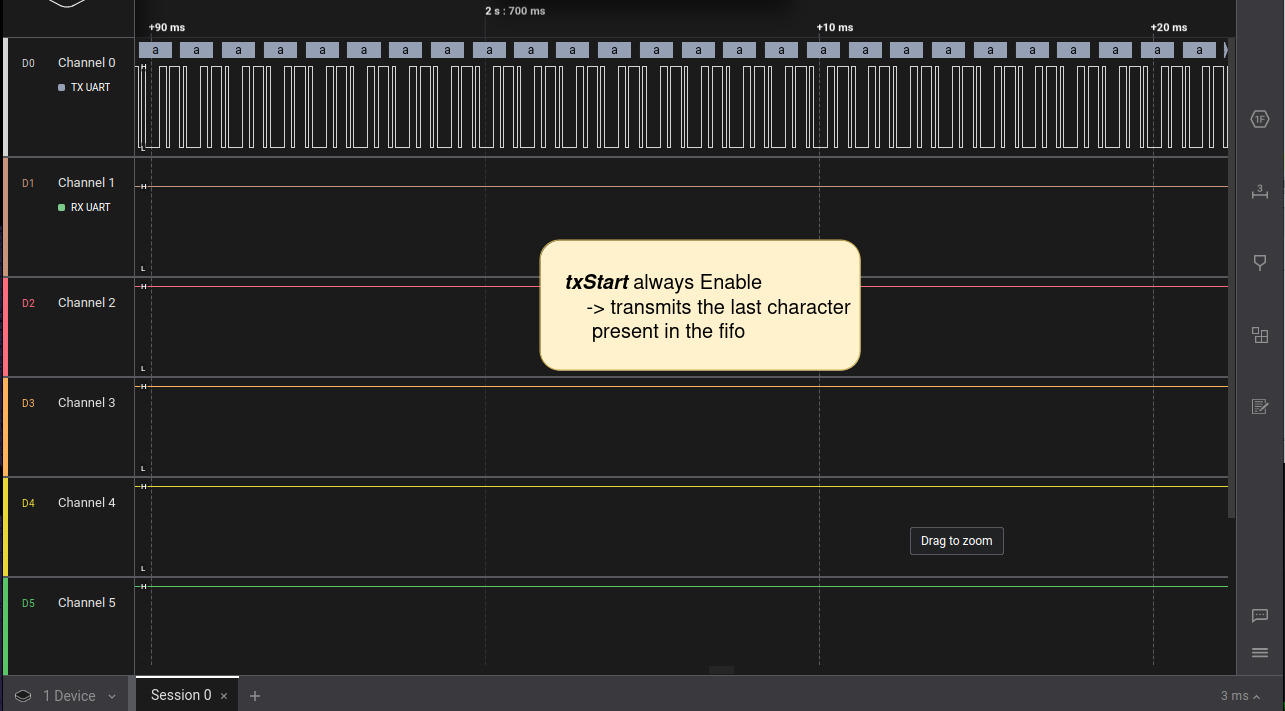 2 s : 700 ms
+90 ms
+10 ms
+20 ms
a a a a a a a a a a a a a a a a a a a a a a a a a a
D0 Channel 0
H
TX UART
L
D1 Channel 1
H
RX UART
L
D2 Channel 2
H
L
txStart always Enable
-> transmits the last character
present in the fifo
D3 Channel 3
H
L
D4 Channel 4
H
L
Drag to zoom
D5 Channel 5
H
1F
3
1 Device
Session 0 × +
3 ms